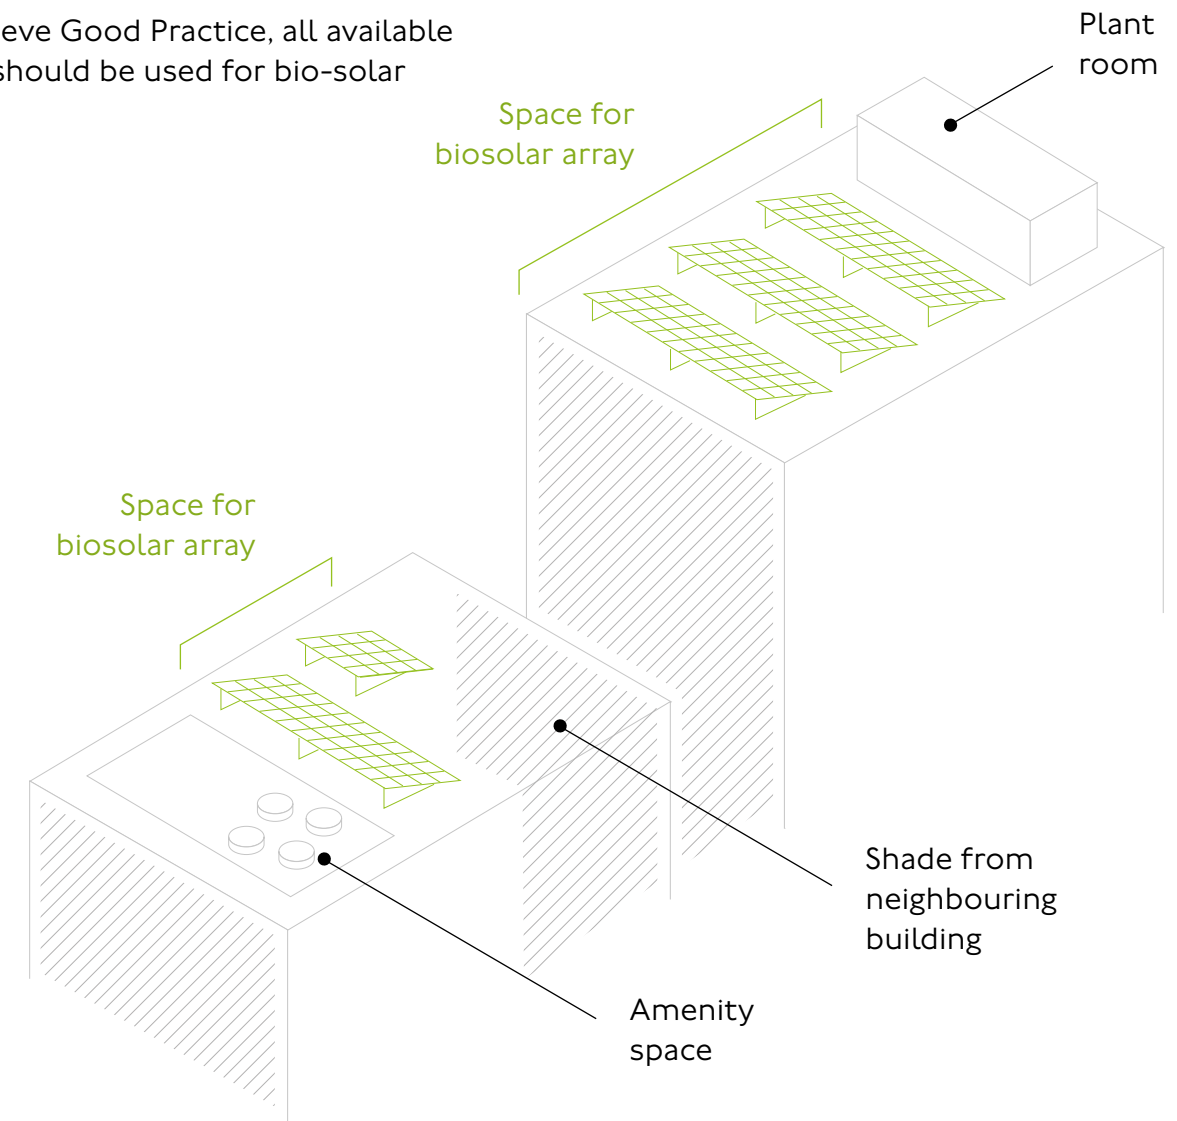 eve Good Practice, all available
should be used for bio-solar
Plant
room
Space for
biosolar array
Space for
biosolar array
Shade from
neighbouring
building
Amenity
space